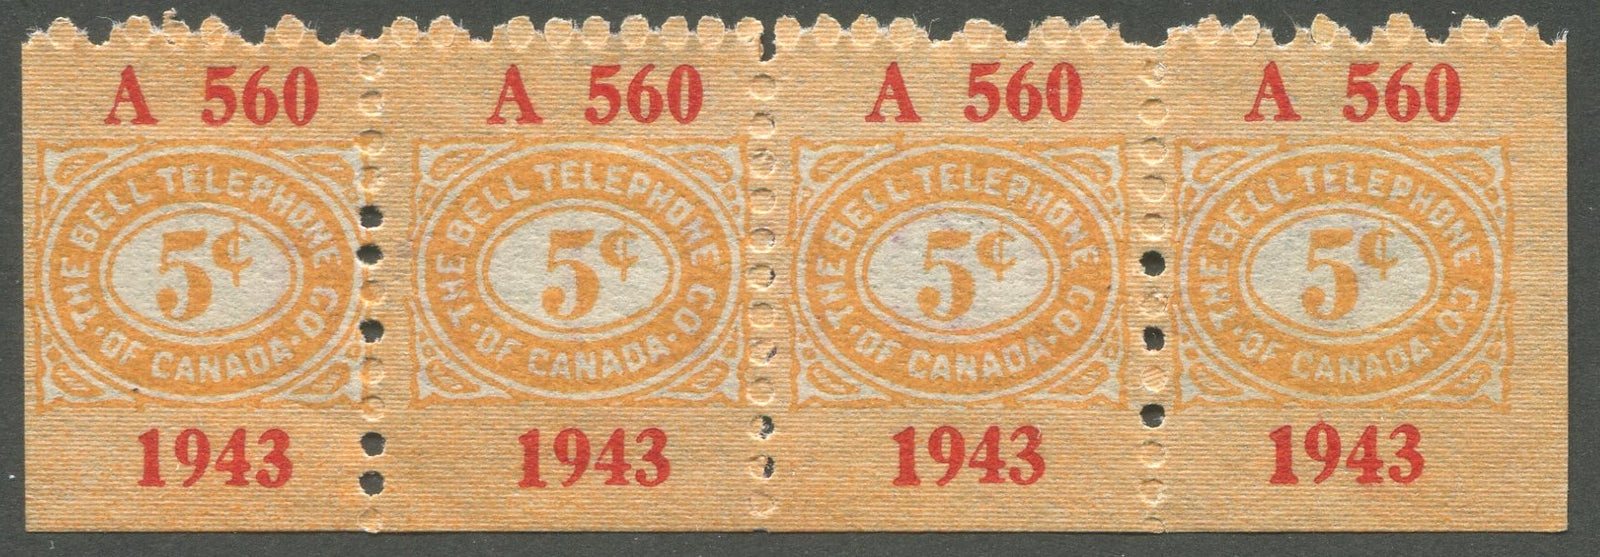 A 560 A 560 A 560 A 560
THE BELL TELEPHONE CO. OF CANADA THE BELL TELEPHONE CO. OF CANADA THE BELL TELEPHONE CO. OF CANADA THE BELL TELEPHONE CO. OF CANADA
5¢ 5¢ 5¢ 5¢
1943 1943 1943 1943